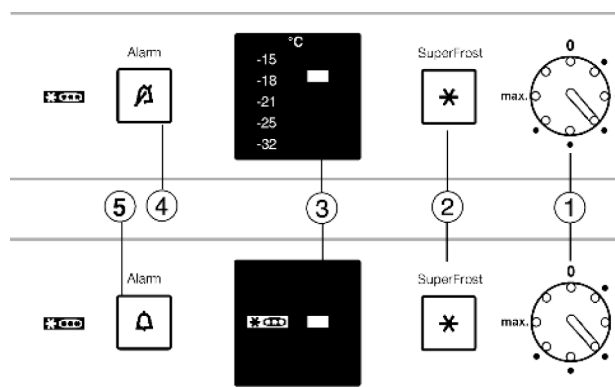 Alarm
°C
SuperFrost
0
-15
-18
-21
-25
-32
max.
5
4
3
2
1
Alarm
SuperFrost
0
max.